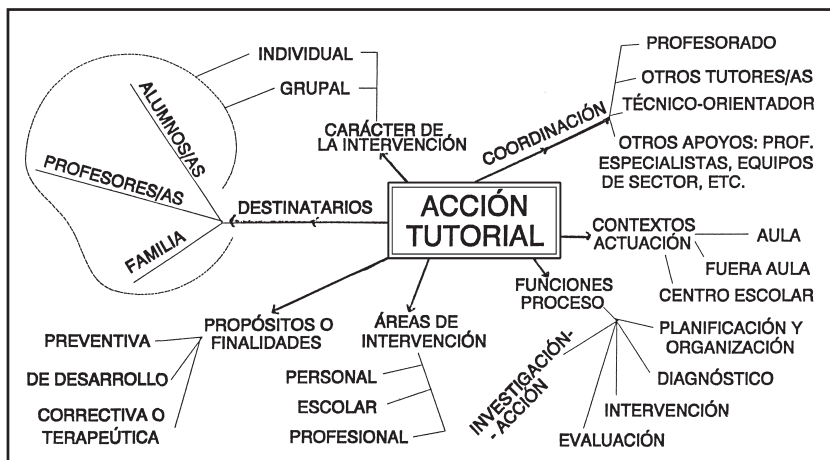 INDIVIDUAL
GRUPAL
CARÁCTER DE
LA INTERVENCIÓN
COORDINACIÓN
PROFESORADO
OTROS TUTORES/AS
TÉCNICO-ORIENTADOR
OTROS APOYOS: PROF.
ESPECIALISTAS, EQUIPOS
DE SECTOR, ETC.
ALUMNOS/AS
PROFESORES/AS
FAMILIA
DESTINATARIOS
ACCIÓN
TUTORIAL
CONTEXTOS
ACTUACIÓN
AULA
FUERA AULA
CENTRO ESCOLAR
PROPÓSITOS O
FINALIDADES
PREVENTIVA
DE DESARROLLO
CORRECTIVA O
TERAPEÚTICA
ÁREAS DE
INTERVENCIÓN
PERSONAL
ESCOLAR
PROFESIONAL
FUNCIONES
PROCESO
INVESTIGACIÓN-
- ACCIÓN
PLANIFICACIÓN Y
ORGANIZACIÓN
DIAGNÓSTICO
INTERVENCIÓN
EVALUACIÓN